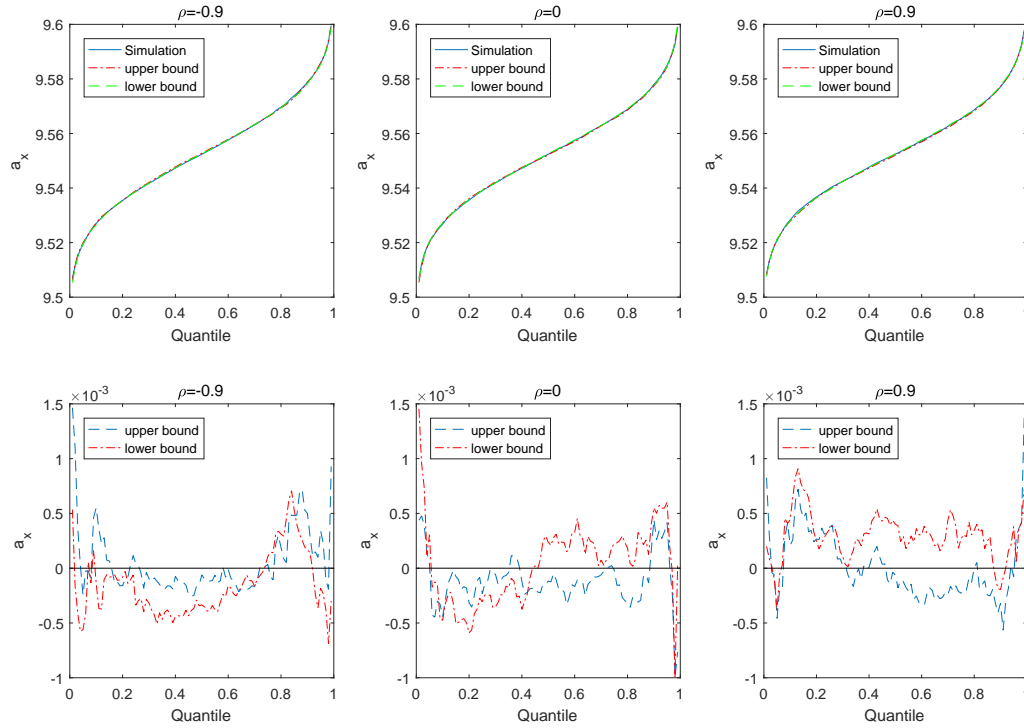 ρ=-0.9
9.6
9.58
9.56
9.54
9.52
9.5
a_x
Simulation
upper bound
lower bound
0 0.2 0.4 0.6 0.8 1
Quantile
ρ=0
9.6
9.58
9.56
9.54
9.52
9.5
a_x
Simulation
upper bound
lower bound
0 0.2 0.4 0.6 0.8 1
Quantile
ρ=0.9
9.6
9.58
9.56
9.54
9.52
9.5
a_x
Simulation
upper bound
lower bound
0 0.2 0.4 0.6 0.8 1
Quantile
ρ=-0.9
×10⁻³
1.5
1
0.5
0
-0.5
-1
a_x
upper bound
lower bound
0 0.2 0.4 0.6 0.8 1
Quantile
ρ=0
×10⁻³
1.5
1
0.5
0
-0.5
-1
a_x
upper bound
lower bound
0 0.2 0.4 0.6 0.8 1
Quantile
ρ=0.9
×10⁻³
1.5
1
0.5
0
-0.5
-1
a_x
upper bound
lower bound
0 0.2 0.4 0.6 0.8 1
Quantile